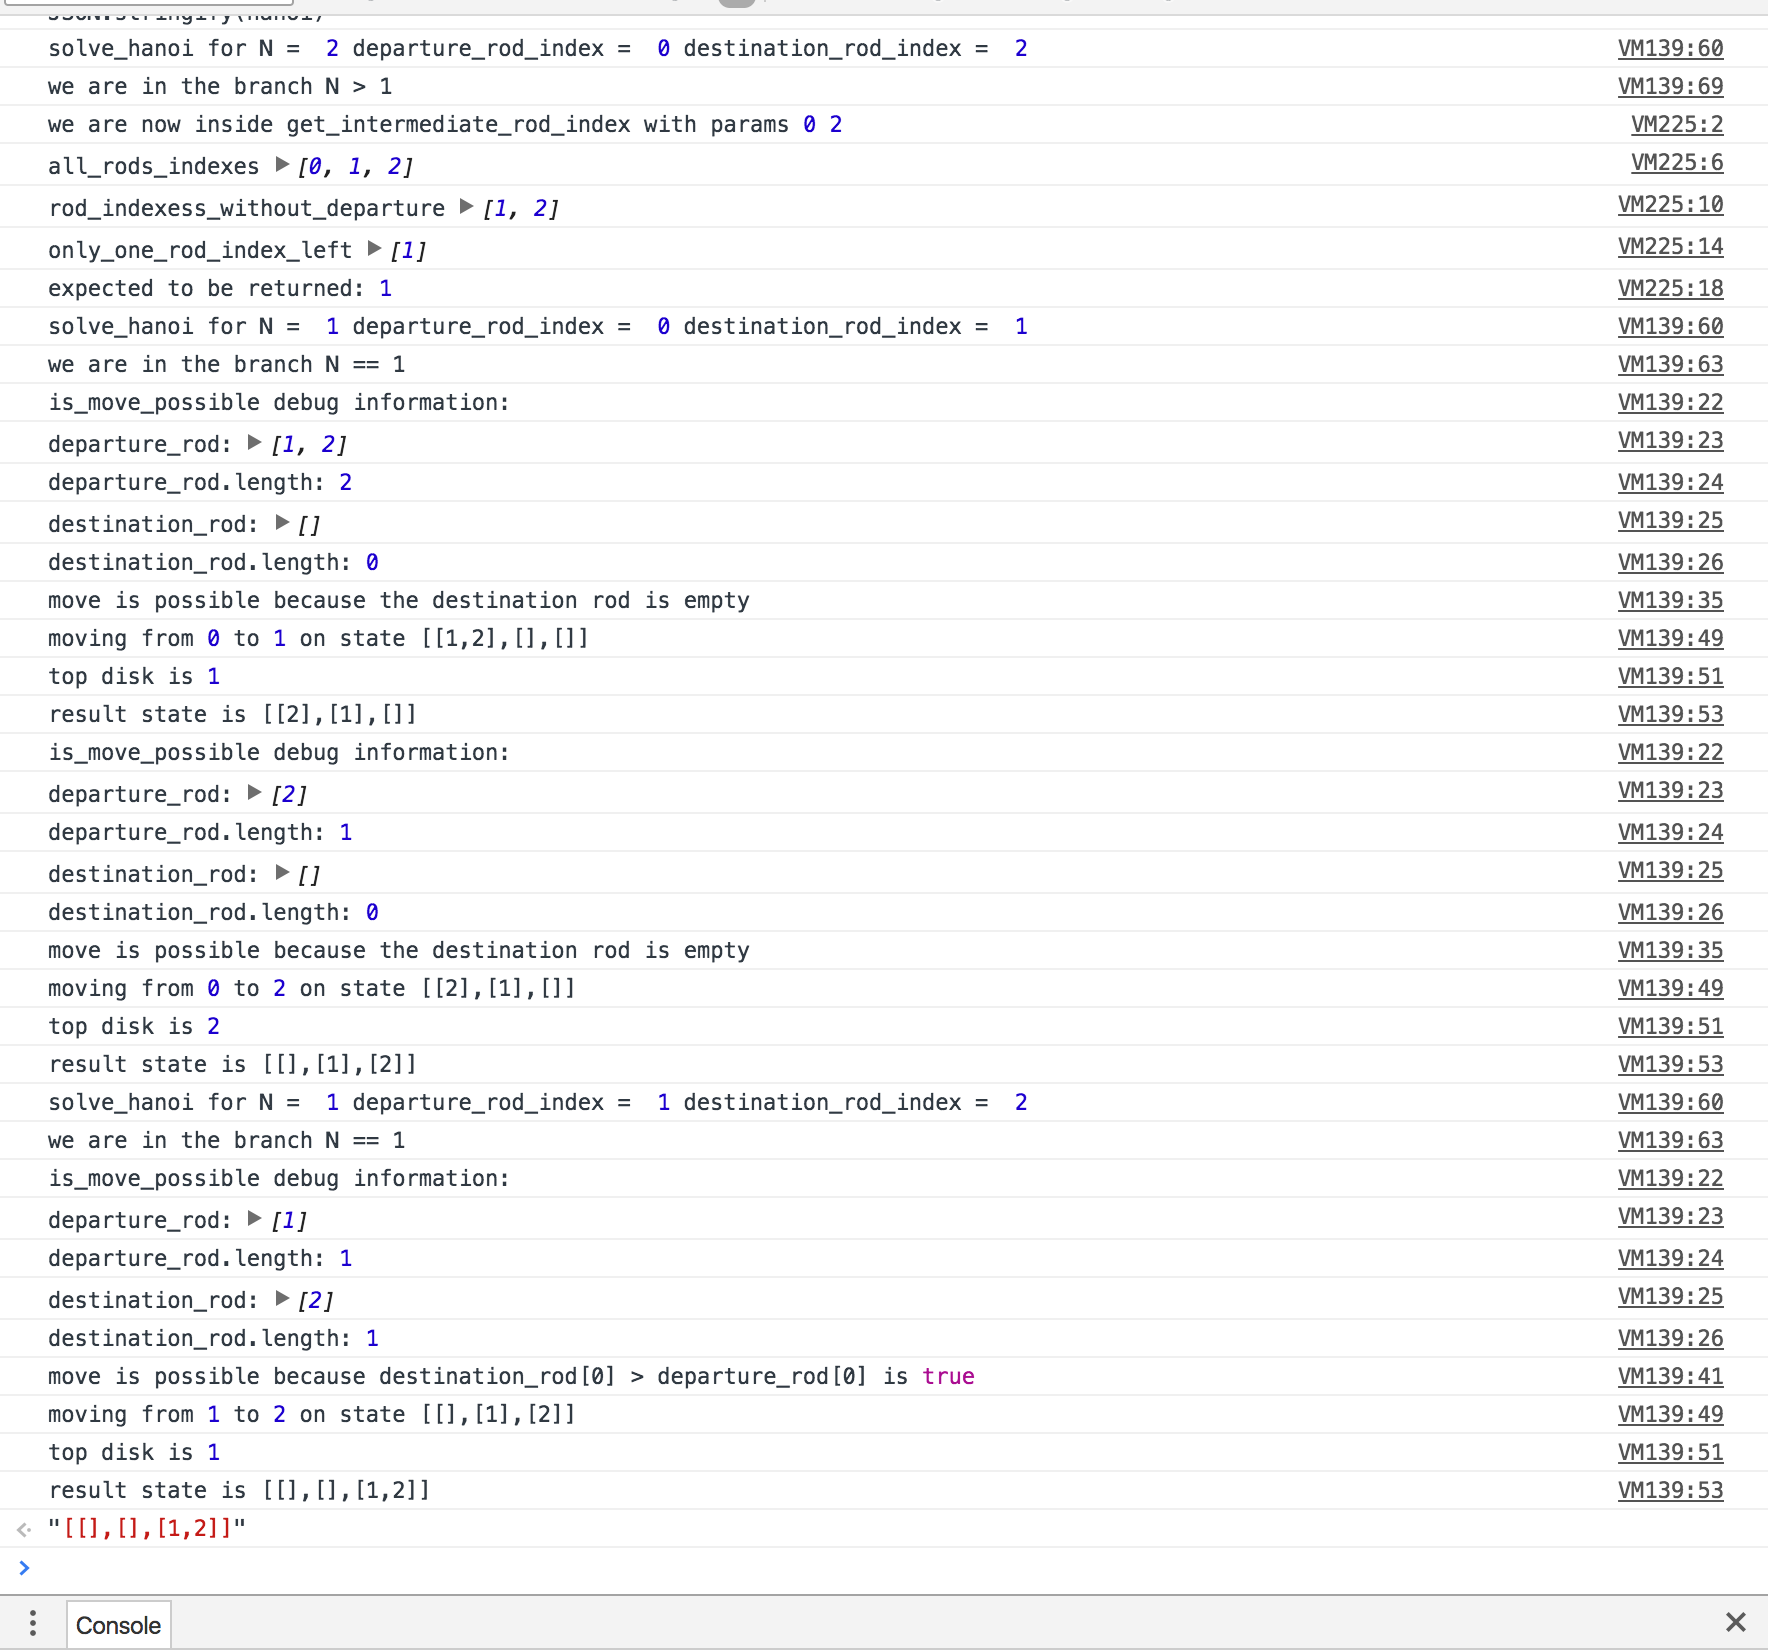 JSON.stringify(hanoi)
solve_hanoi for N =  2 departure_rod_index =  0 destination_rod_index =  2 VM139:60
we are in the branch N > 1 VM139:69
we are now inside get_intermediate_rod_index with params 0 2 VM225:2
all_rods_indexes ▶ [0, 1, 2] VM225:6
rod_indexess_without_departure ▶ [1, 2] VM225:10
only_one_rod_index_left ▶ [1] VM225:14
expected to be returned: 1 VM225:18
solve_hanoi for N =  1 departure_rod_index =  0 destination_rod_index =  1 VM139:60
we are in the branch N == 1 VM139:63
is_move_possible debug information: VM139:22
departure_rod: ▶ [1, 2] VM139:23
departure_rod.length: 2 VM139:24
destination_rod: ▶ [] VM139:25
destination_rod.length: 0 VM139:26
move is possible because the destination rod is empty VM139:35
moving from 0 to 1 on state [[1,2],[],[]] VM139:49
top disk is 1 VM139:51
result state is [[2],[1],[]] VM139:53
is_move_possible debug information: VM139:22
departure_rod: ▶ [2] VM139:23
departure_rod.length: 1 VM139:24
destination_rod: ▶ [] VM139:25
destination_rod.length: 0 VM139:26
move is possible because the destination rod is empty VM139:35
moving from 0 to 2 on state [[2],[1],[]] VM139:49
top disk is 2 VM139:51
result state is [[],[1],[2]] VM139:53
solve_hanoi for N =  1 departure_rod_index =  1 destination_rod_index =  2 VM139:60
we are in the branch N == 1 VM139:63
is_move_possible debug information: VM139:22
departure_rod: ▶ [1] VM139:23
departure_rod.length: 1 VM139:24
destination_rod: ▶ [2] VM139:25
destination_rod.length: 1 VM139:26
move is possible because destination_rod[0] > departure_rod[0] is true VM139:41
moving from 1 to 2 on state [[],[1],[2]] VM139:49
top disk is 1 VM139:51
result state is [[],[],[1,2]] VM139:53
"[[],[],[1,2]]"
Console